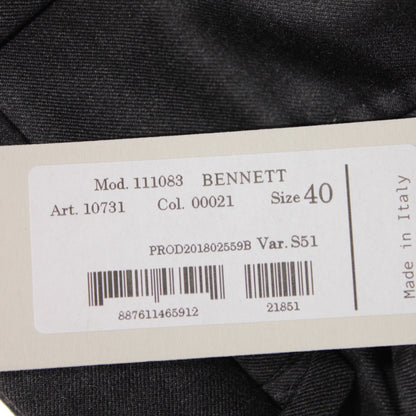 Mod. 111083 BENNETT
Art. 10731 Col. 00021 Size 40
PROD201802559B Var. S51
887611465912 21851
Made in Italy